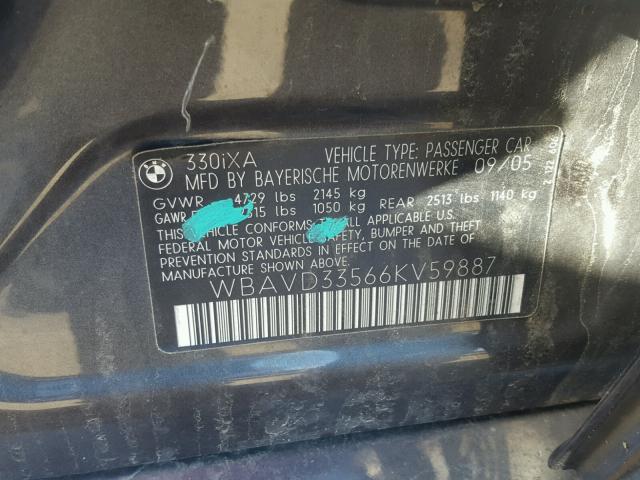 BMW
330iXA VEHICLE TYPE: PASSENGER CAR
MFD BY BAYERISCHE MOTORENWERKE 09/05
GVWR 4729 lbs 2145 kg
GAWR 315 lbs 1050 kg REAR 2513 lbs 1140 kg
THIS VEHICLE CONFORMS ALL APPLICABLE U.S.
FEDERAL MOTOR VEHICLE SAFETY, BUMPER AND THEFT
PREVENTION STANDARDS IN EFFECT ON THE DATE OF
MANUFACTURE SHOWN ABOVE.
WBAVD33566KV59887